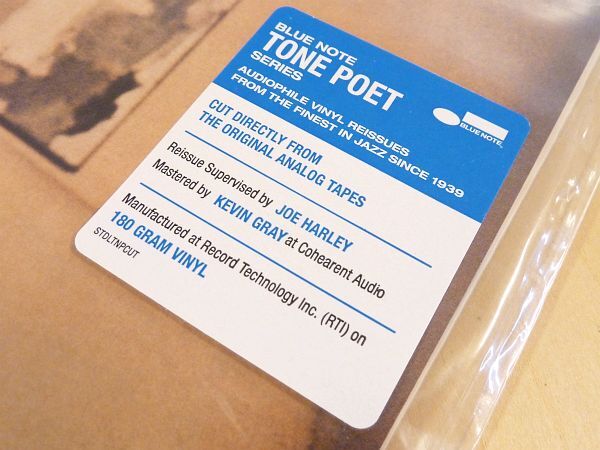 BLUE NOTE
TONE POET
SERIES
AUDIOPHILE VINYL REISSUES
FROM THE FINEST IN JAZZ SINCE 1939
BLUE NOTE
CUT DIRECTLY FROM
THE ORIGINAL ANALOG TAPES
Reissue Supervised by JOE HARLEY
Mastered by KEVIN GRAY at Cohearent Audio
Manufactured at Record Technology Inc. (RTI) on
180 GRAM VINYL
STDLTNPCUT